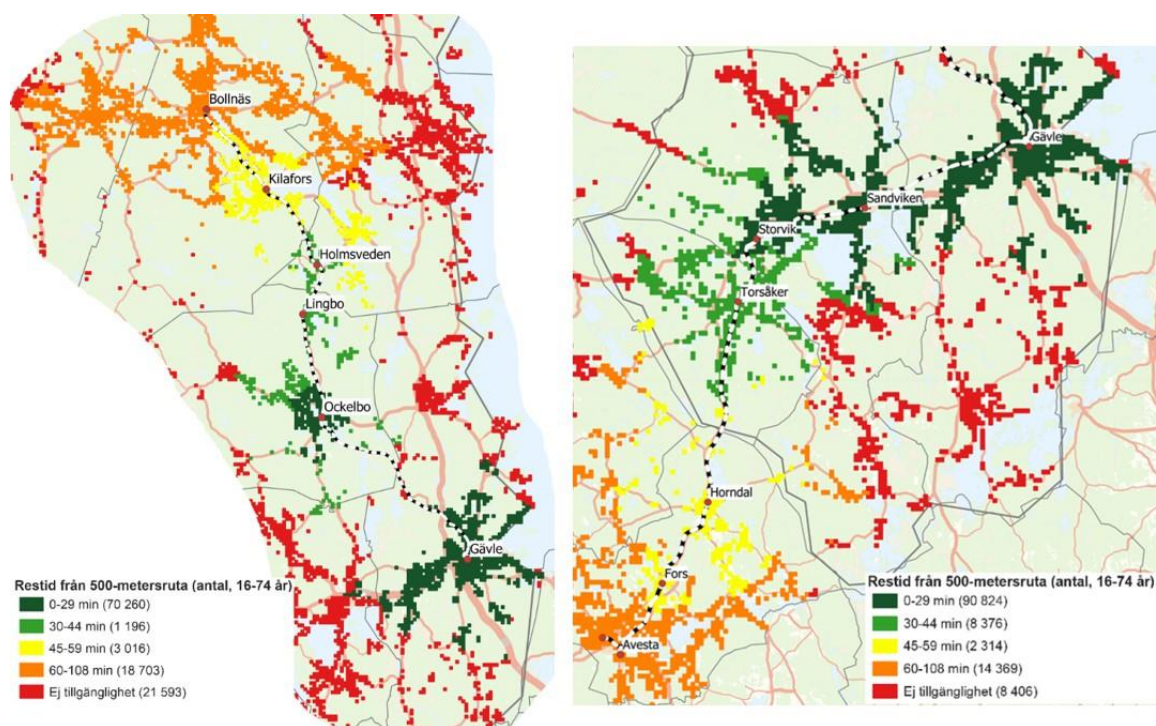 Bollnäs
Kilafors
Holmsveden
Lingbo
Ockelbo
Gävle
Restid från 500-metersruta (antal, 16-74 år)
0-29 min (70 260)
30-44 min (1 196)
45-59 min (3 016)
60-108 min (18 703)
Ej tillgänglighet (21 593)
Gävle
Sandviken
Storvik
Torsåker
Horndal
Fors
Avesta
Restid från 500-metersruta (antal, 16-74 år)
0-29 min (90 824)
30-44 min (8 376)
45-59 min (2 314)
60-108 min (14 369)
Ej tillgänglighet (8 406)